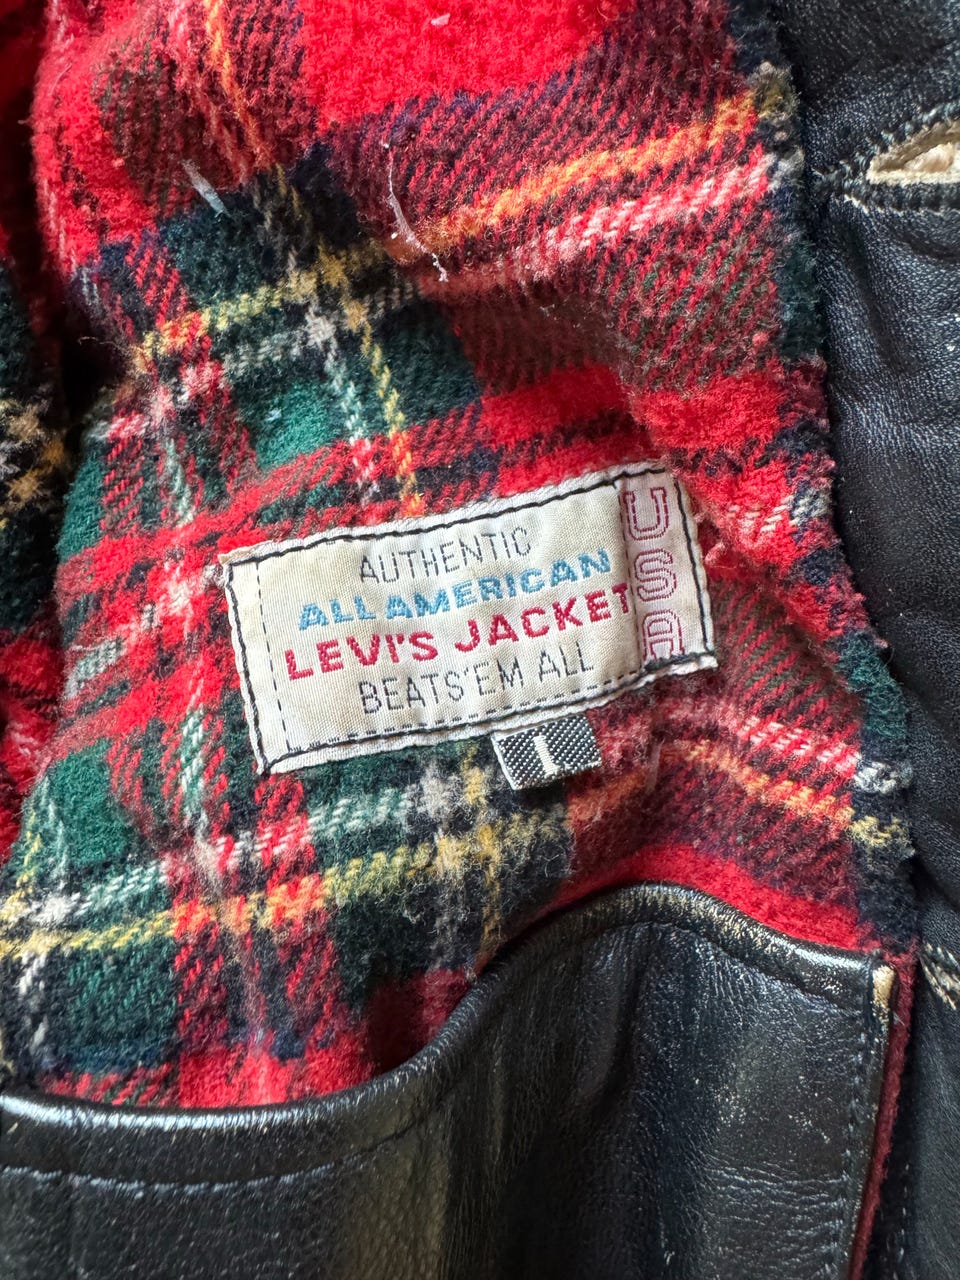 AUTHENTIC
ALL AMERICAN
LEVI'S JACKET
BEATS'EM ALL
USA
L